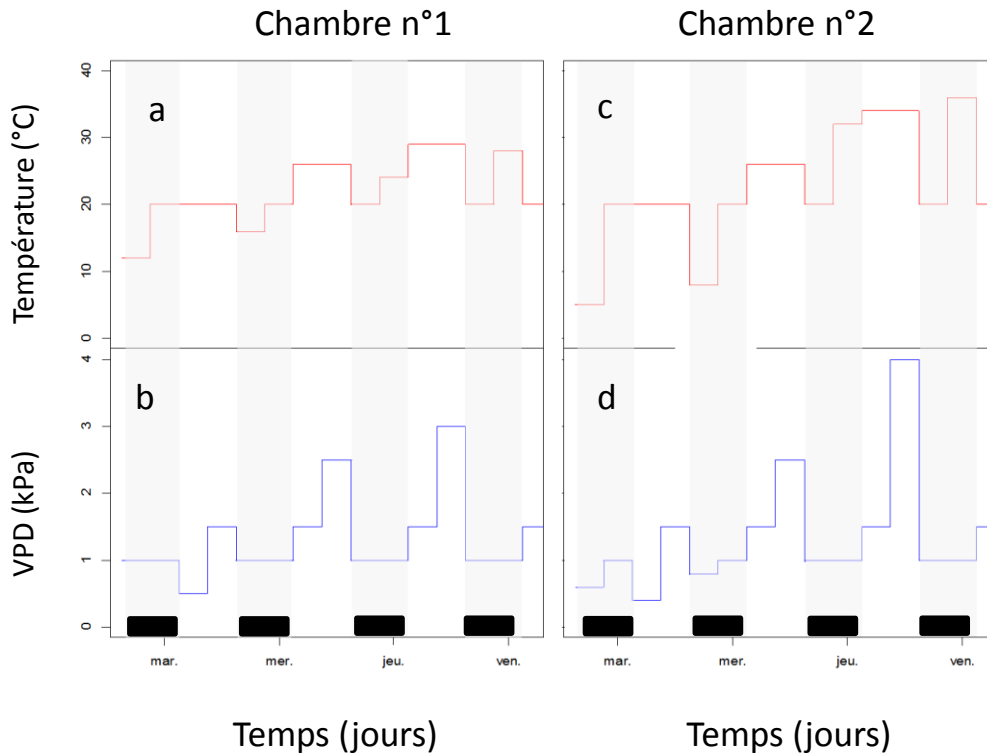 Chambre n°1
Chambre n°2
Température (°C)
40
30
20
10
0
a
c
VPD (kPa)
4
3
2
1
0
b
d
mar.
mer.
jeu.
ven.
mar.
mer.
jeu.
ven.
Temps (jours)
Temps (jours)